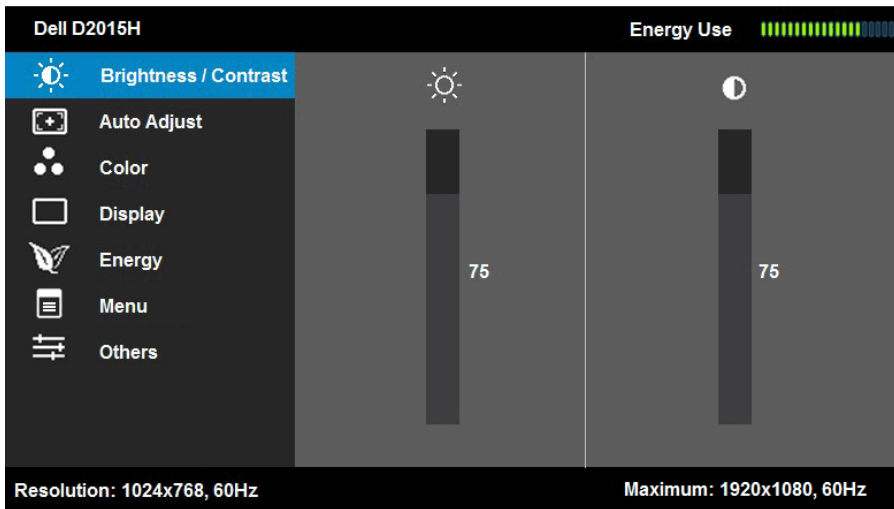 Dell D2015H
Energy Use
Brightness / Contrast
Auto Adjust
Color
Display
Energy
Menu
Others
75
75
Resolution: 1024x768, 60Hz
Maximum: 1920x1080, 60Hz